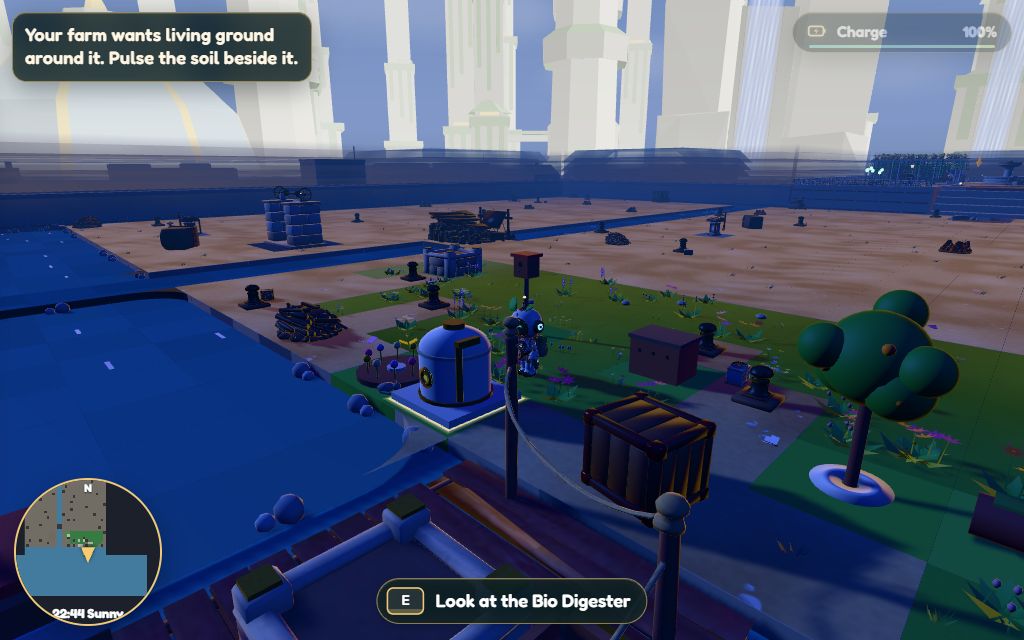 Your farm wants living ground
around it. Pulse the soil beside it.
Charge 100%
N
22:44 Sunny
E Look at the Bio Digester